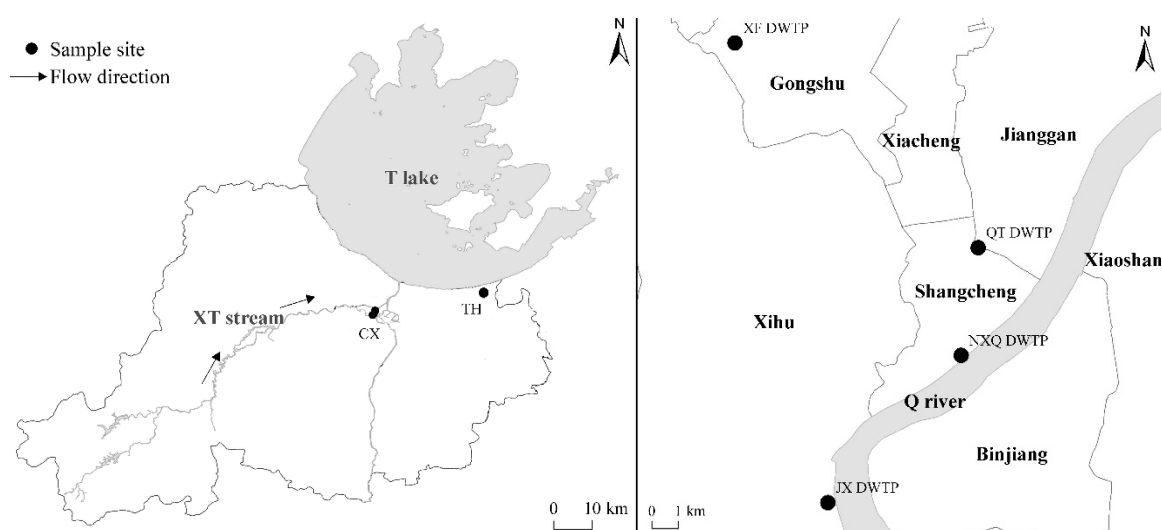 Sample site
Flow direction
N
T lake
XT stream
TH
CX
0 10 km
N
XF DWTP
Gongshu
Xiacheng
Jianggan
QT DWTP
Xiaoshan
Shangcheng
Xihu
NXQ DWTP
Q river
Binjiang
JX DWTP
0 1 km